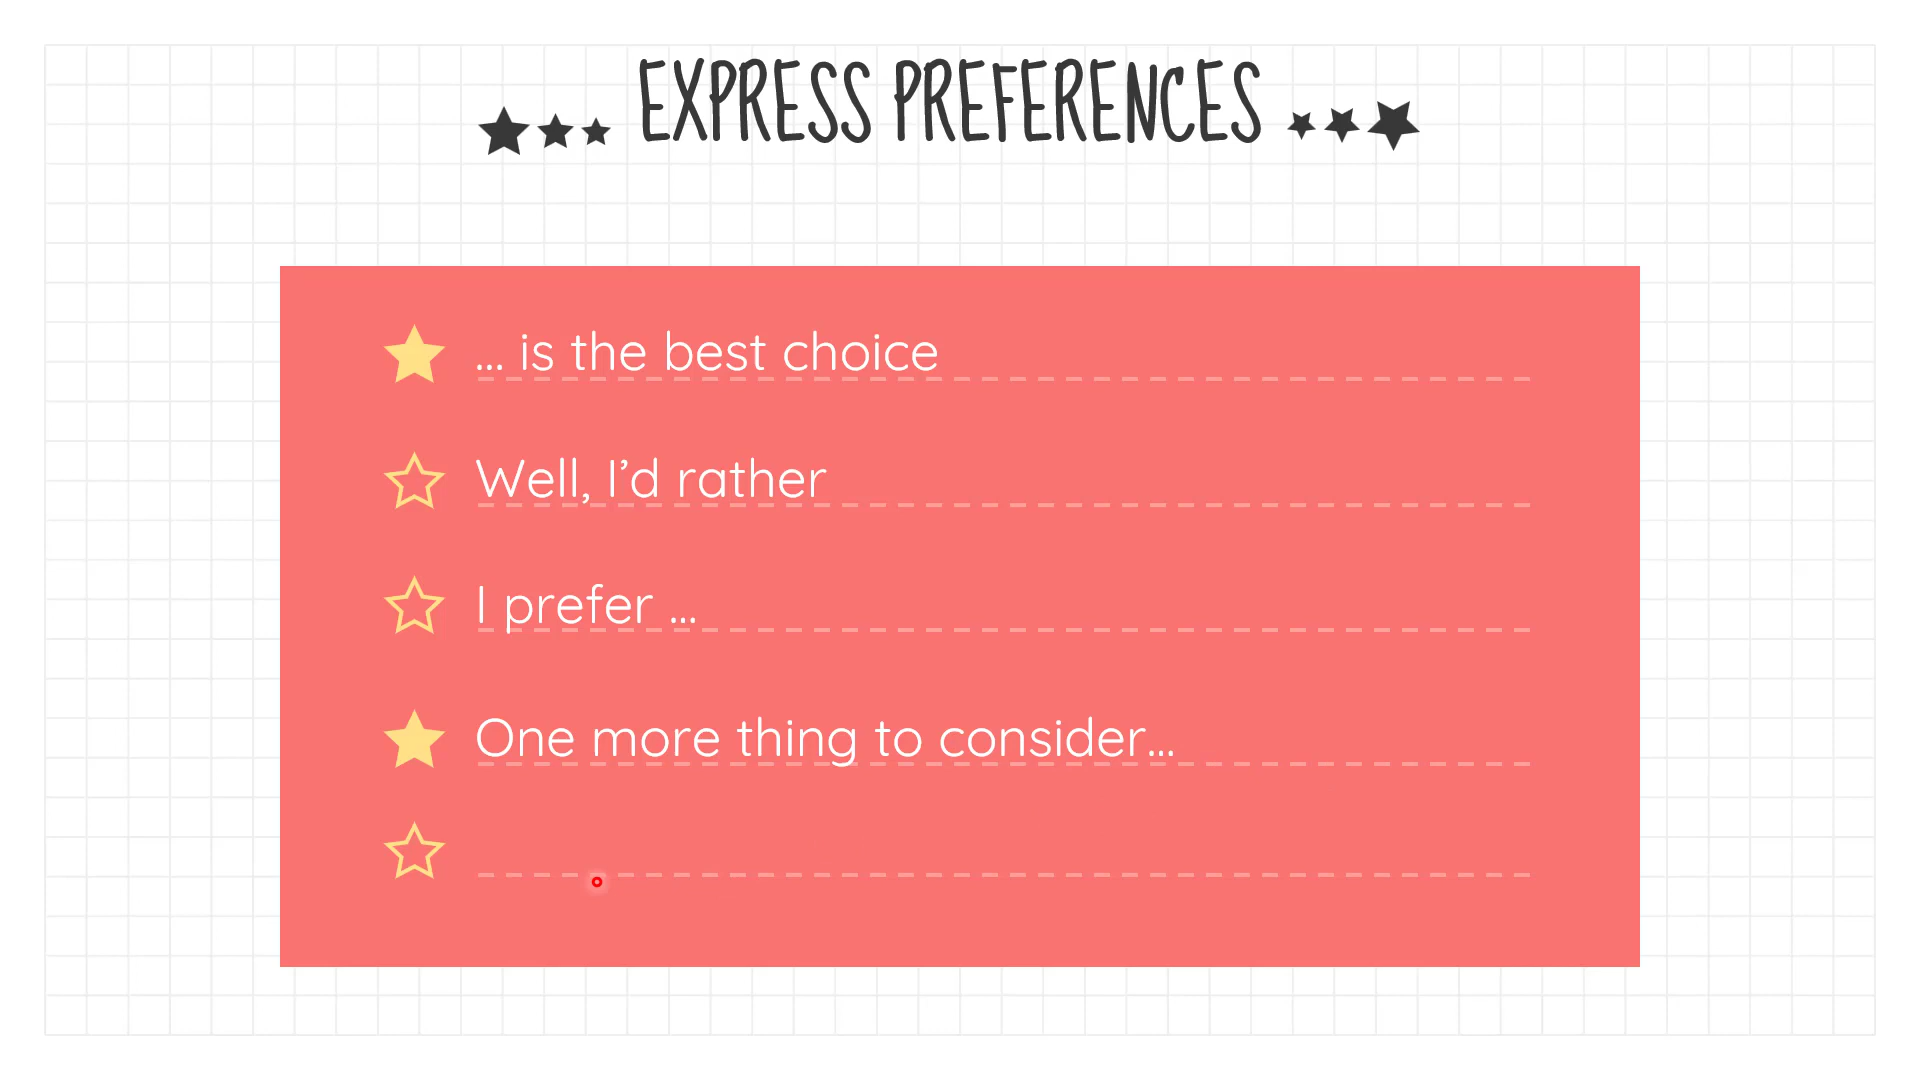 EXPRESS PREFERENCES
... is the best choice
Well, I’d rather
I prefer ...
One more thing to consider...